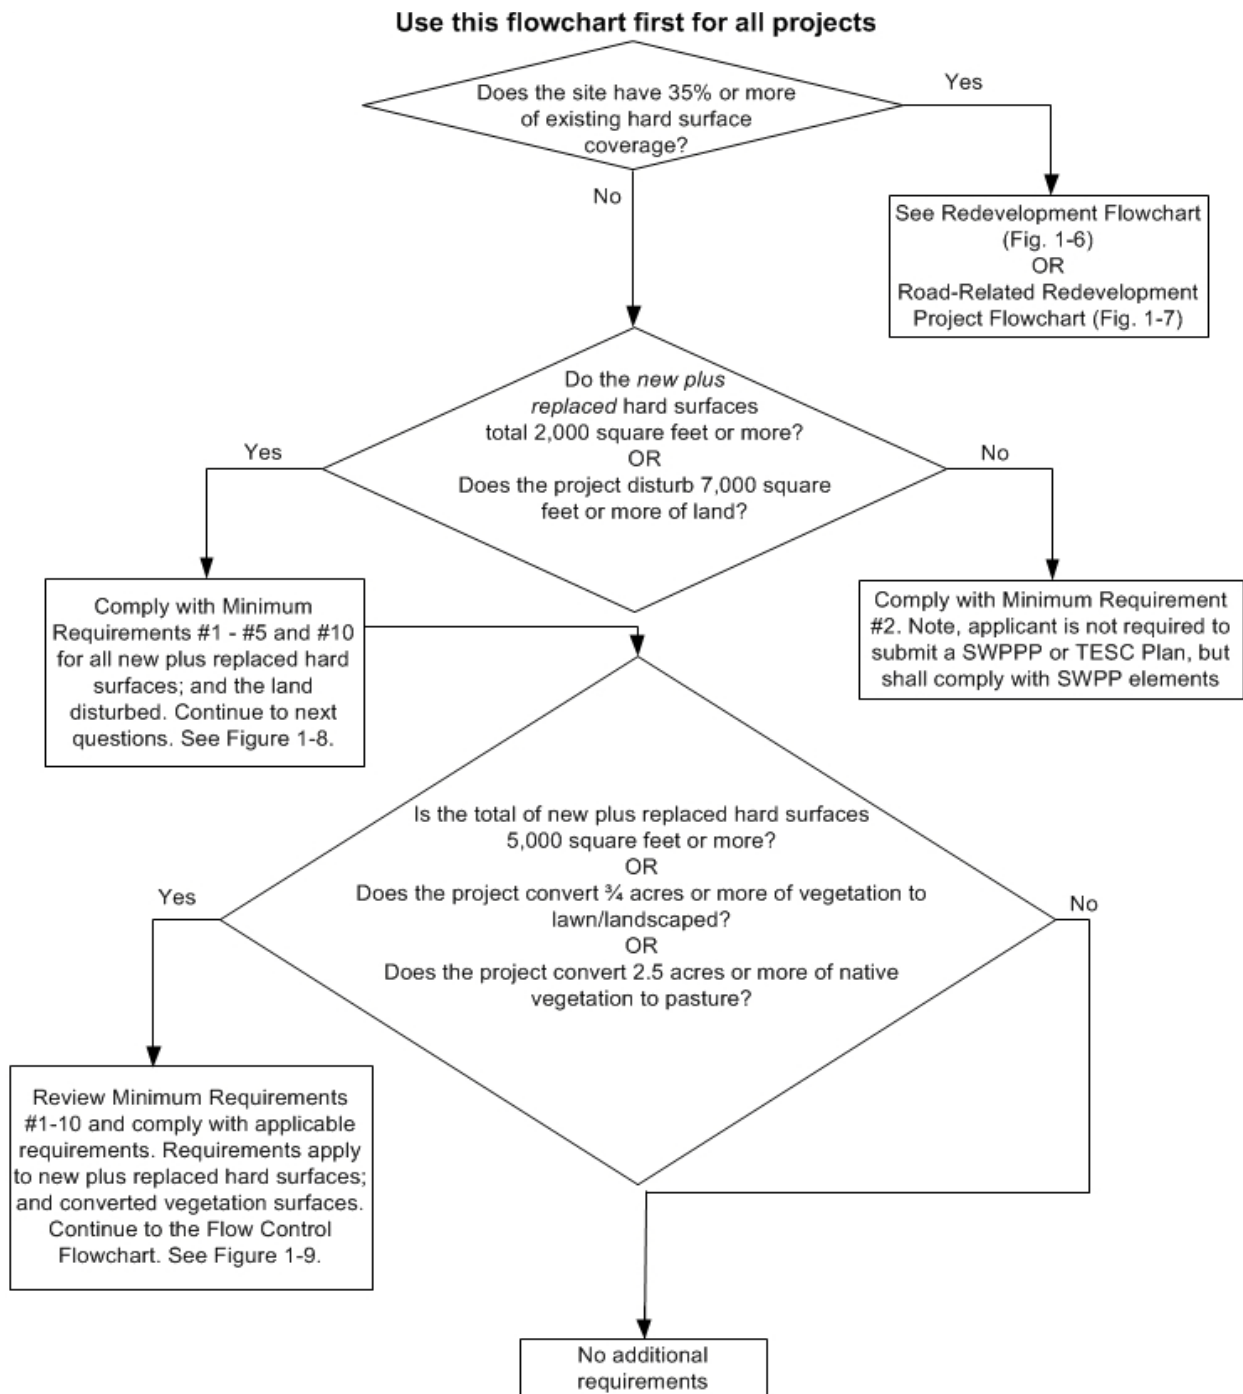 Use this flowchart first for all projects
Does the site have 35% or more
of existing hard surface
coverage?
Yes
No
See Redevelopment Flowchart
(Fig. 1-6)
OR
Road-Related Redevelopment
Project Flowchart (Fig. 1-7)
Do the new plus
replaced hard surfaces
total 2,000 square feet or more?
OR
Does the project disturb 7,000 square
feet or more of land?
Yes
No
Comply with Minimum
Requirements #1 - #5 and #10
for all new plus replaced hard
surfaces; and the land
disturbed. Continue to next
questions. See Figure 1-8.
Comply with Minimum Requirement
#2. Note, applicant is not required to
submit a SWPPP or TESC Plan, but
shall comply with SWPP elements
Is the total of new plus replaced hard surfaces
5,000 square feet or more?
OR
Does the project convert ¾ acres or more of vegetation to
lawn/landscaped?
OR
Does the project convert 2.5 acres or more of native
vegetation to pasture?
Yes
No
Review Minimum Requirements
#1-10 and comply with applicable
requirements. Requirements apply
to new plus replaced hard surfaces;
and converted vegetation surfaces.
Continue to the Flow Control
Flowchart. See Figure 1-9.
No additional
requirements